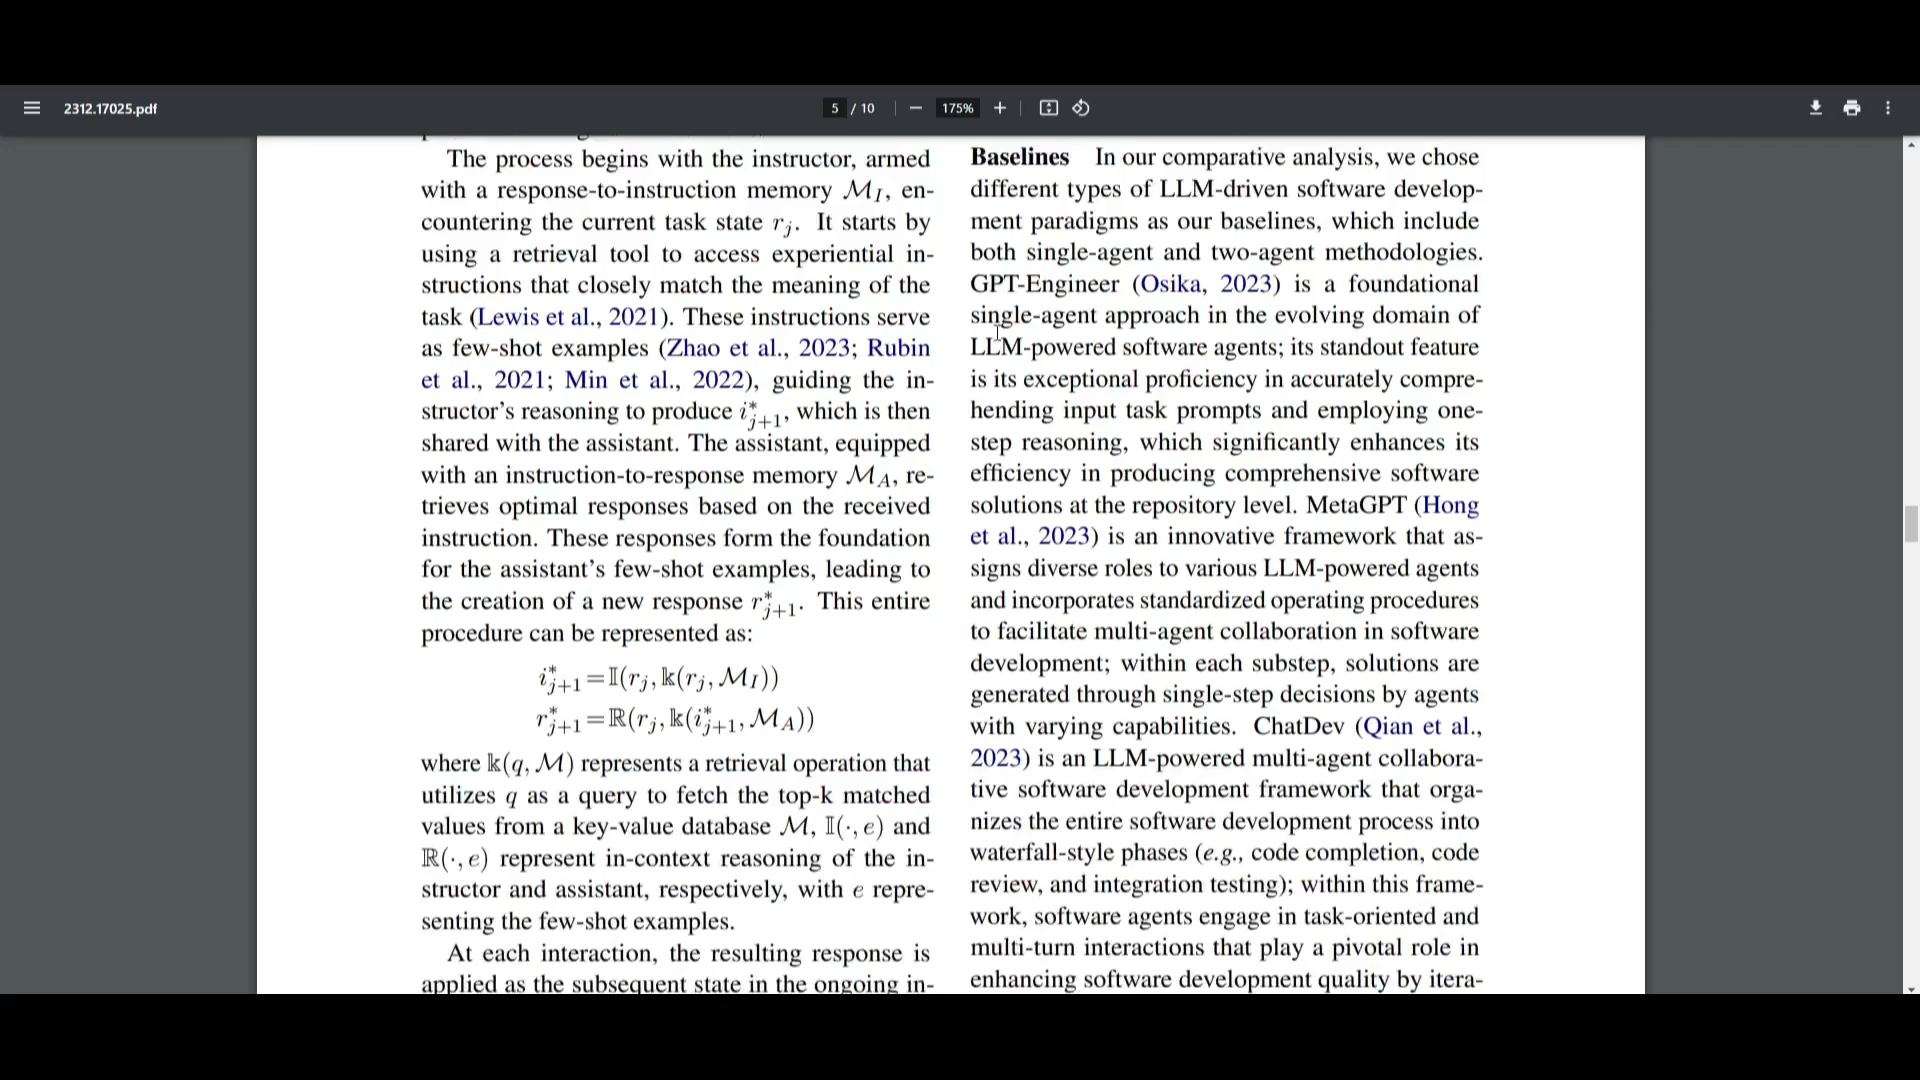 2312.17025.pdf
5 / 10
175%
The process begins with the instructor, armed
with a response-to-instruction memory ℳI, en-
countering the current task state rj. It starts by
using a retrieval tool to access experiential in-
structions that closely match the meaning of the
task (Lewis et al., 2021). These instructions serve
as few-shot examples (Zhao et al., 2023; Rubin
et al., 2021; Min et al., 2022), guiding the in-
structor's reasoning to produce i*j+1, which is then
shared with the assistant. The assistant, equipped
with an instruction-to-response memory ℳA, re-
trieves optimal responses based on the received
instruction. These responses form the foundation
for the assistant's few-shot examples, leading to
the creation of a new response r*j+1. This entire
procedure can be represented as:
i*j+1=𝕀(rj, 𝕜(rj, ℳI))
r*j+1=ℝ(rj, 𝕜(i*j+1, ℳA))
where 𝕜(q, ℳ) represents a retrieval operation that
utilizes q as a query to fetch the top-k matched
values from a key-value database ℳ, 𝕀(·, e) and
ℝ(·, e) represent in-context reasoning of the in-
structor and assistant, respectively, with e repre-
senting the few-shot examples.
At each interaction, the resulting response is
applied as the subsequent state in the ongoing in-
Baselines In our comparative analysis, we chose
different types of LLM-driven software develop-
ment paradigms as our baselines, which include
both single-agent and two-agent methodologies.
GPT-Engineer (Osika, 2023) is a foundational
single-agent approach in the evolving domain of
LLM-powered software agents; its standout feature
is its exceptional proficiency in accurately compre-
hending input task prompts and employing one-
step reasoning, which significantly enhances its
efficiency in producing comprehensive software
solutions at the repository level. MetaGPT (Hong
et al., 2023) is an innovative framework that as-
signs diverse roles to various LLM-powered agents
and incorporates standardized operating procedures
to facilitate multi-agent collaboration in software
development; within each substep, solutions are
generated through single-step decisions by agents
with varying capabilities. ChatDev (Qian et al.,
2023) is an LLM-powered multi-agent collabora-
tive software development framework that orga-
nizes the entire software development process into
waterfall-style phases (e.g., code completion, code
review, and integration testing); within this frame-
work, software agents engage in task-oriented and
multi-turn interactions that play a pivotal role in
enhancing software development quality by itera-